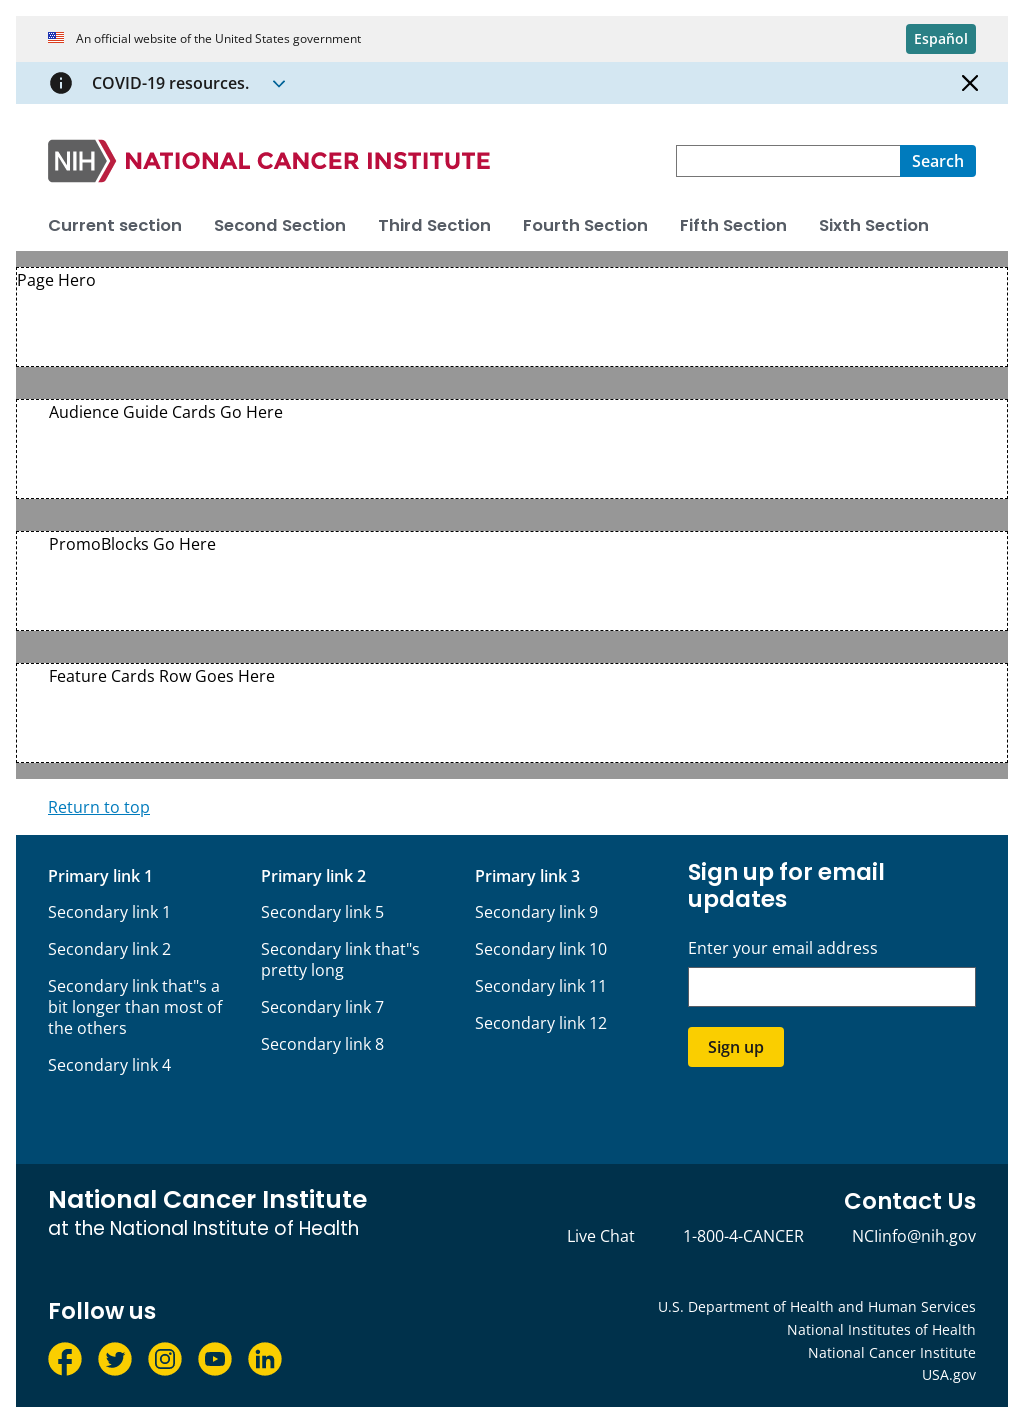 An official website of the United States government
Español
COVID-19 resources.
NIH NATIONAL CANCER INSTITUTE
Search
Current section Second Section Third Section Fourth Section Fifth Section Sixth Section
Page Hero
Audience Guide Cards Go Here
PromoBlocks Go Here
Feature Cards Row Goes Here
Return to top
Primary link 1
Secondary link 1
Secondary link 2
Secondary link that"s a
bit longer than most of
the others
Secondary link 4
Primary link 2
Secondary link 5
Secondary link that"s
pretty long
Secondary link 7
Secondary link 8
Primary link 3
Secondary link 9
Secondary link 10
Secondary link 11
Secondary link 12
Sign up for email
updates
Enter your email address
Sign up
National Cancer Institute
at the National Institute of Health
Contact Us
Live Chat 1-800-4-CANCER NCIinfo@nih.gov
Follow us
U.S. Department of Health and Human Services
National Institutes of Health
National Cancer Institute
USA.gov